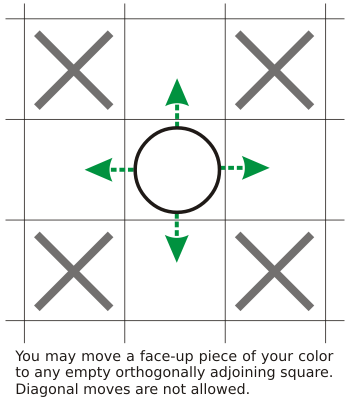 You may move a face-up piece of your color
to any empty orthogonally adjoining square.
Diagonal moves are not allowed.